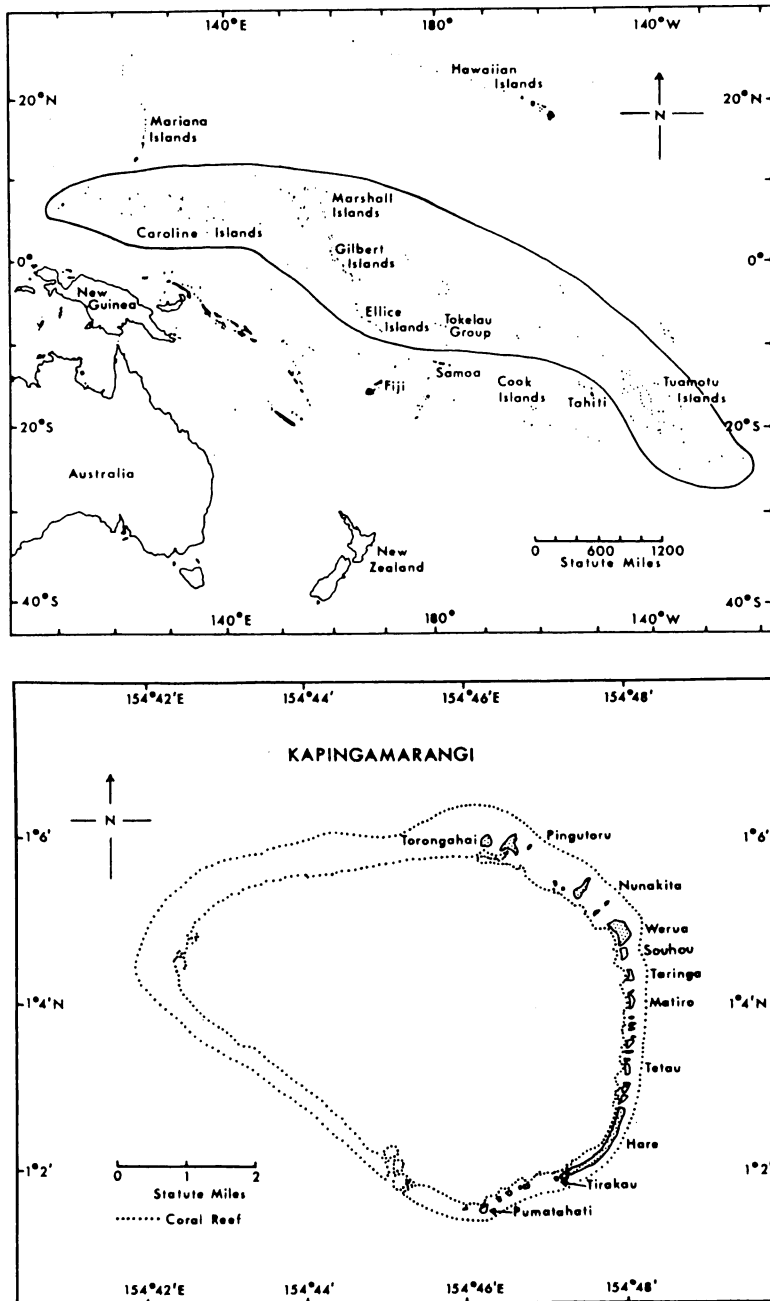 140°E 180° 140°W
Hawaiian
Islands
20°N 20°N
N
Mariana
Islands
Marshall
Islands
Caroline Islands
Gilbert
Islands
0° 0°
New
Guinea
Ellice
Islands
Tokelau
Group
Samoa
Fiji
Cook
Islands
Tahiti
Tuamotu
Islands
20°S 20°S
Australia
New
Zealand
0 600 1200
Statute Miles
40°S 40°S
140°E 180° 140°W
154°42'E 154°44' 154°46'E 154°48'
KAPINGAMARANGI
N
1°6' 1°6'
Torongahai Pingutoru
Nunakita
Werua
Souhou
Taringa
1°4'N Matiro 1°4'N
Tetau
Hare
0 1 2
1°2' 1°2'
Statute Miles
Tirakau
Coral Reef
Pumatahati
154°42'E 154°44' 154°46'E 154°48'